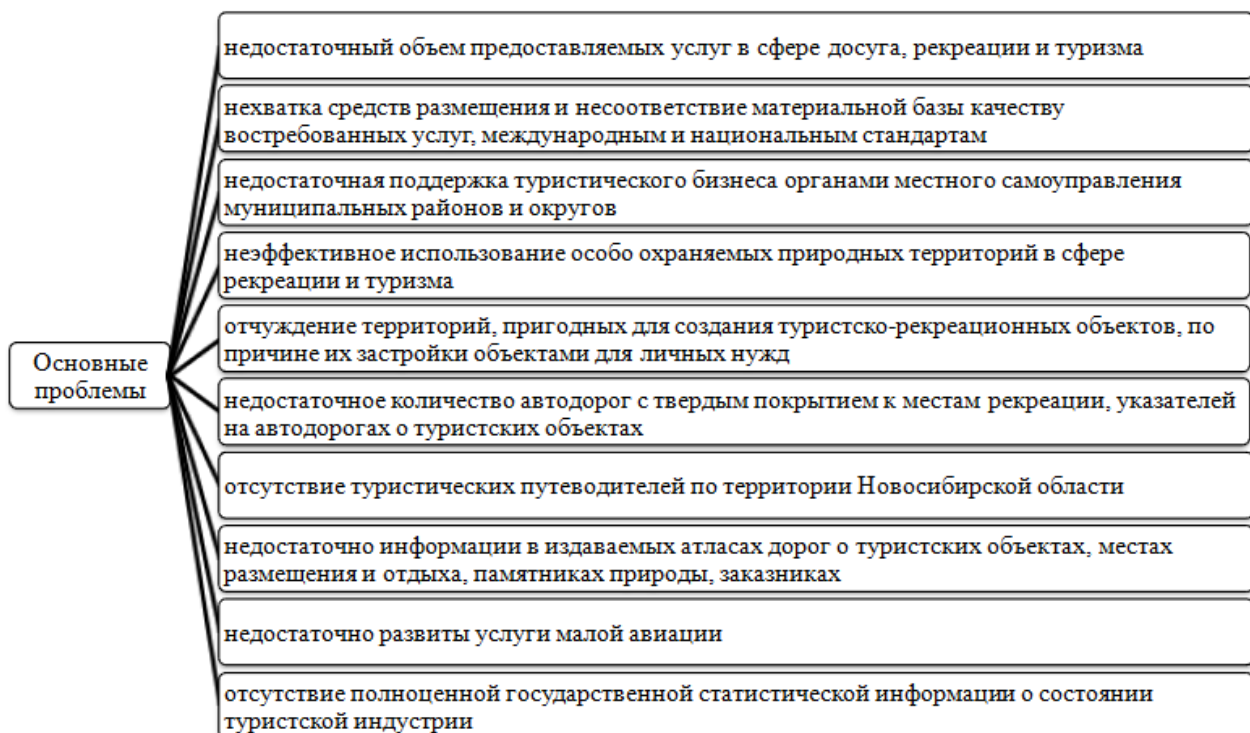 недостаточный объем предоставляемых услуг в сфере досуга, рекреации и туризма
нехватка средств размещения и несоответствие материальной базы качеству
востребованных услуг, международным и национальным стандартам
недостаточная поддержка туристического бизнеса органами местного самоуправления
муниципальных районов и округов
неэффективное использование особо охраняемых природных территорий в сфере
рекреации и туризма
отчуждение территорий, пригодных для создания туристско-рекреационных объектов, по
причине их застройки объектами для личных нужд
Основные
проблемы
недостаточное количество автодорог с твердым покрытием к местам рекреации, указателей
на автодорогах о туристских объектах
отсутствие туристических путеводителей по территории Новосибирской области
недостаточно информации в издаваемых атласах дорог о туристских объектах, местах
размещения и отдыха, памятниках природы, заказниках
недостаточно развиты услуги малой авиации
отсутствие полноценной государственной статистической информации о состоянии
туристской индустрии